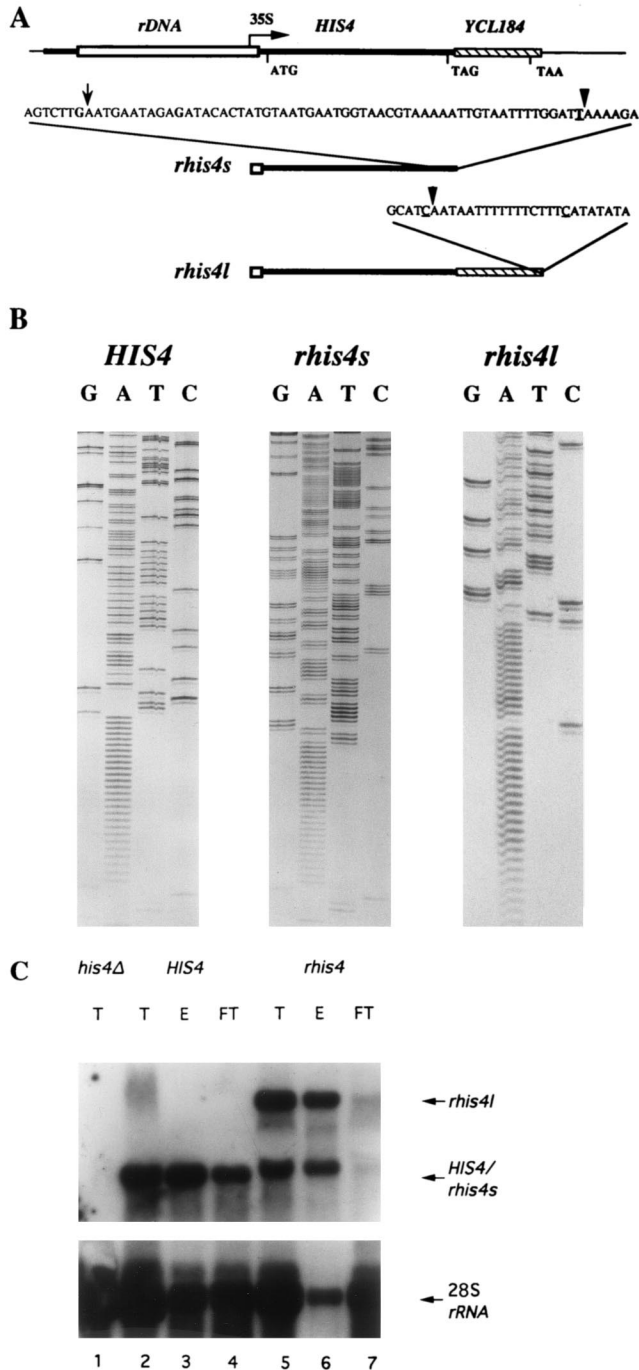 A
35S
rDNA HIS4 YCL184
ATG TAG TAA
AGTCTTGAATGAATAGAGATACACTATGTAATGAATGGTAACGTAAAAATTGTAATTTTGGATTAAAAGA
rhis4s
GCATCAATAATTTTTTTCTTTCATATATA
rhis4l
B
HIS4 rhis4s rhis4l
G A T C G A T C G A T C
C
his4Δ HIS4 rhis4
T T E FT T E FT
rhis4l
HIS4/
rhis4s
28S
rRNA
1 2 3 4 5 6 7